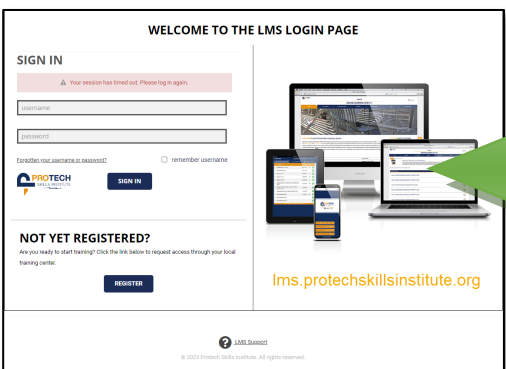 WELCOME TO THE LMS LOGIN PAGE
SIGN IN
Your session has timed out. Please log in again.
username
password
Forgotten your username or password?
remember username
PROTECH
SKILLS INSTITUTE
SIGN IN
NOT YET REGISTERED?
Are you ready to start training? Click the link below to request access through your local
training center.
REGISTER
lms.protechskillsinstitute.org
LMS Support
© 2023 Protech Skills Institute. All rights reserved.